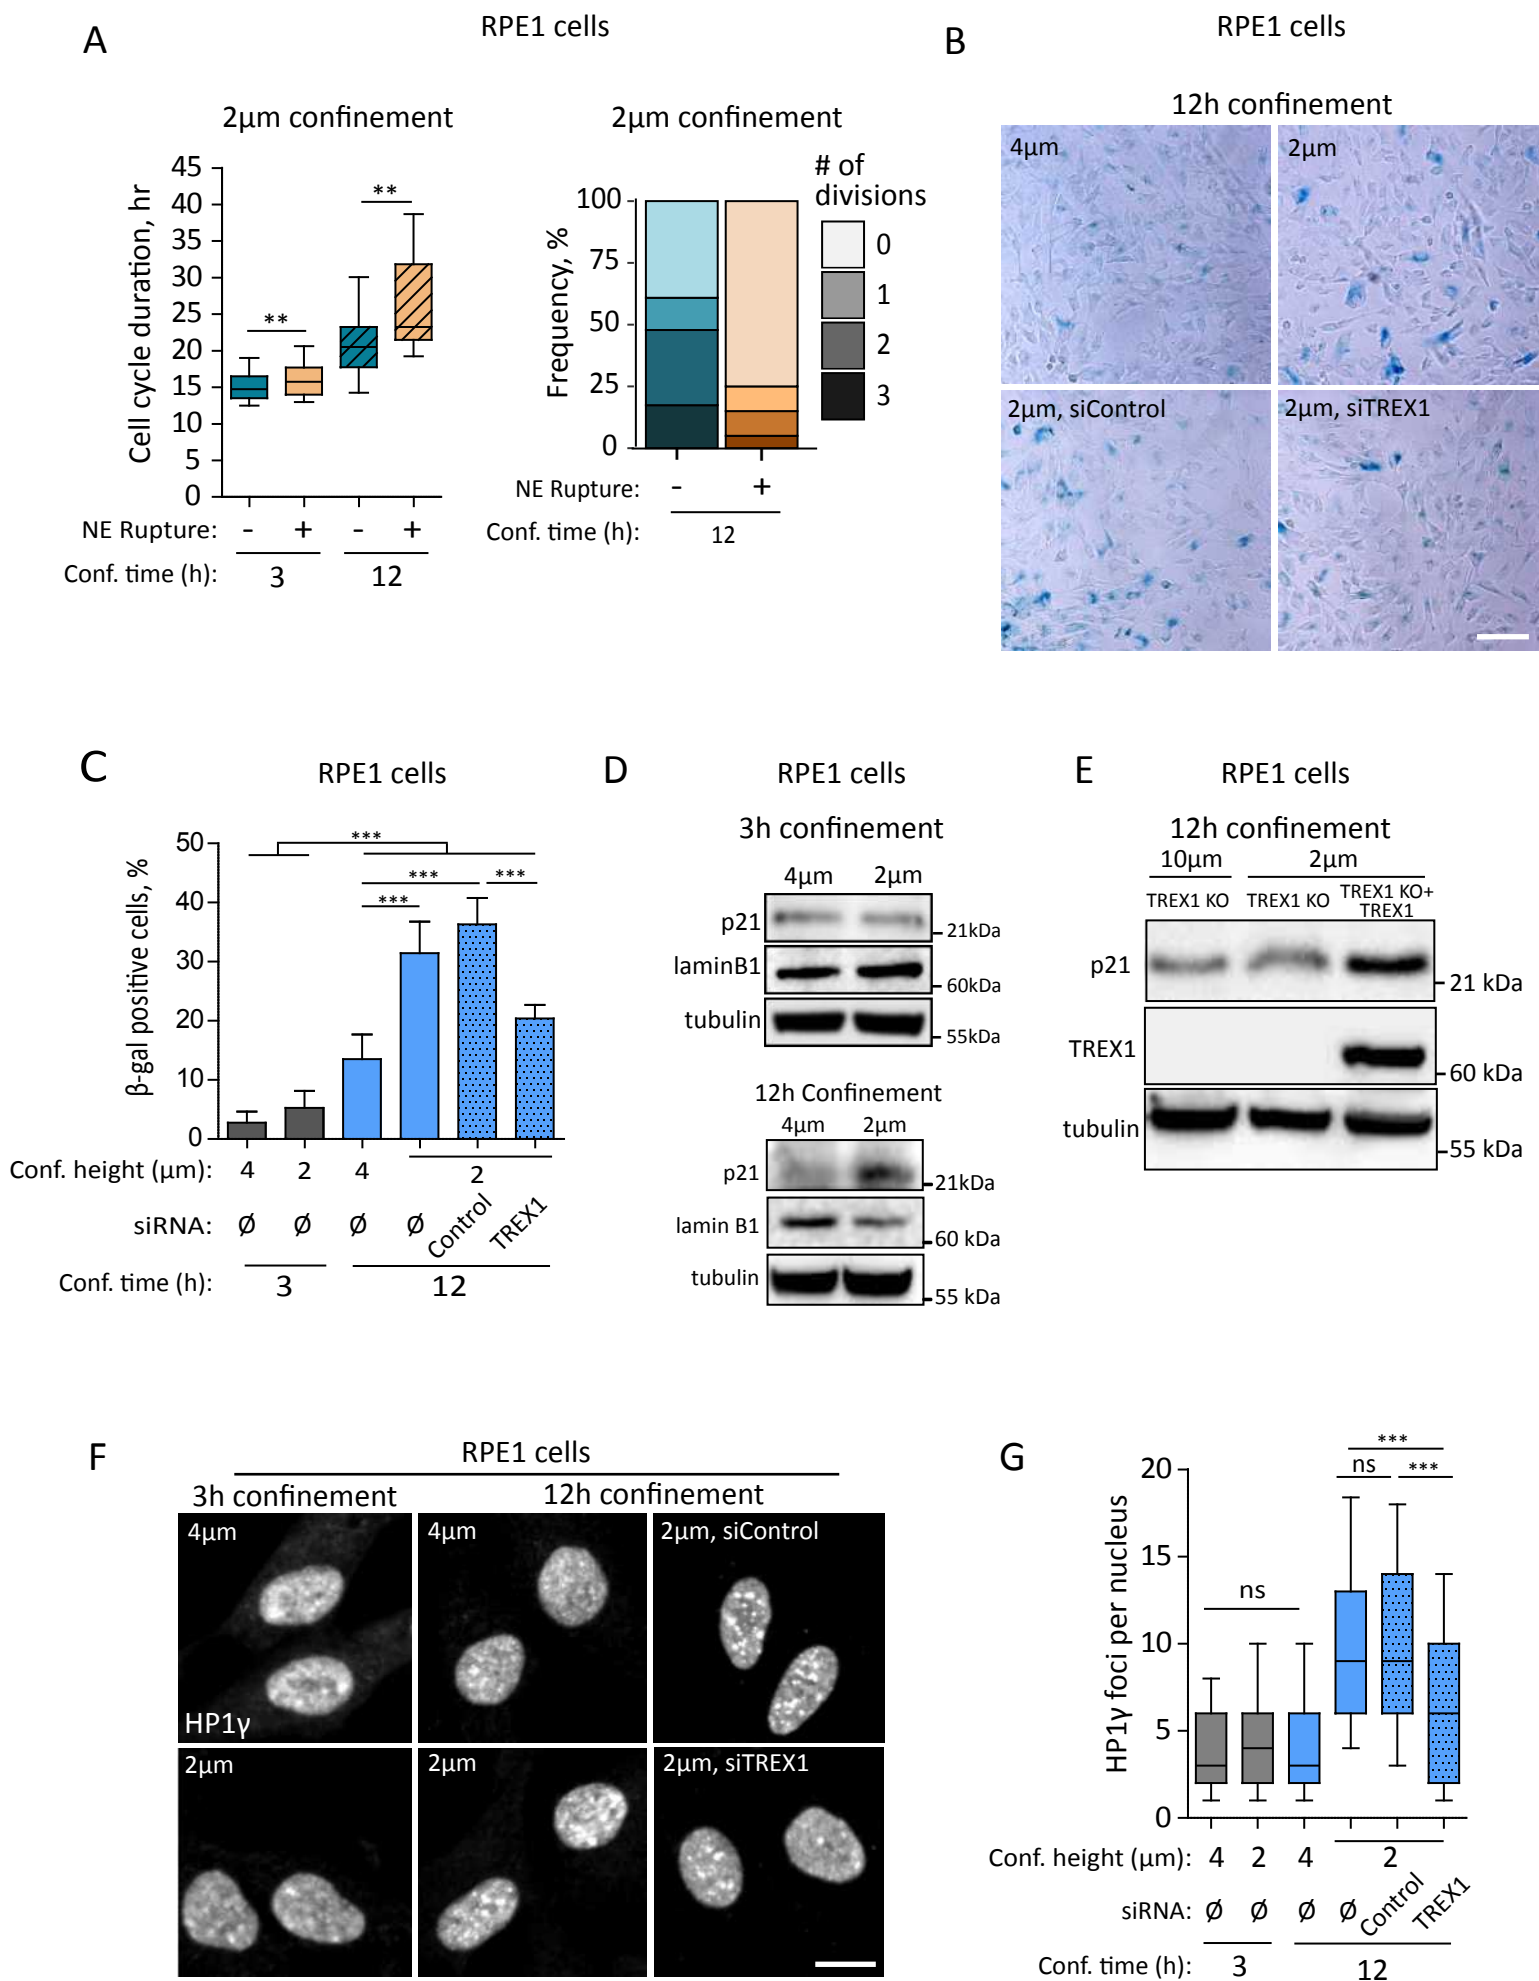 A
RPE1 cells
2µm confinement
Cell cycle duration, hr
45
40
35
30
25
20
15
10
5
0
**
**
NE Rupture: - + - +
Conf. time (h): 3 12
2µm confinement
Frequency, %
100
75
50
25
0
# of
divisions
0
1
2
3
NE Rupture: - +
Conf. time (h): 12
B
RPE1 cells
12h confinement
4µm
2µm
2µm, siControl
2µm, siTREX1
C
RPE1 cells
β-gal positive cells, %
50
40
30
20
10
0
***
***
***
***
Conf. height (µm): 4 2 4 2
siRNA: Ø Ø Ø Ø Control TREX1
Conf. time (h): 3 12
D
RPE1 cells
3h confinement
4µm 2µm
p21 21kDa
laminB1 60kDa
tubulin 55kDa
12h Confinement
4µm 2µm
p21 21kDa
lamin B1 60 kDa
tubulin 55 kDa
E
RPE1 cells
12h confinement
10µm 2µm
TREX1 KO TREX1 KO TREX1 KO+
TREX1
p21 21 kDa
TREX1 60 kDa
tubulin 55 kDa
F
RPE1 cells
3h confinement 12h confinement
4µm 4µm 2µm, siControl
HP1γ
2µm 2µm 2µm, siTREX1
G
HP1γ foci per nucleus
20
15
10
5
0
ns
***
ns
***
Conf. height (µm): 4 2 4 2
siRNA: Ø Ø Ø Ø Control TREX1
Conf. time (h): 3 12